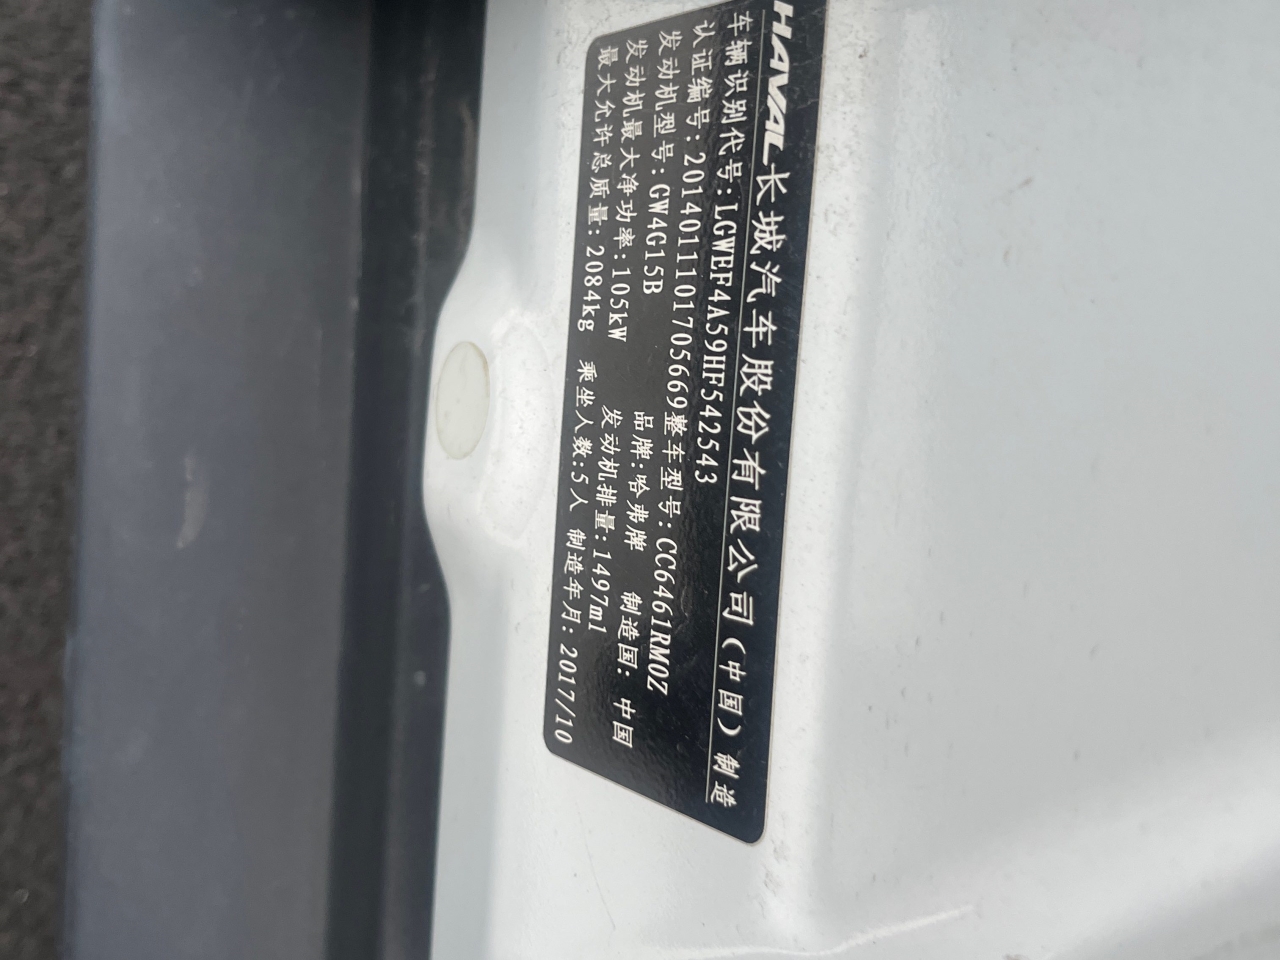 HAVAL长城汽车股份有限公司(中国)制造
车辆识别代号:LGWEF4A59HF542543
认证编号:2014011101705669整车型号:CC6461RM0Z
发动机型号:GW4G15B 品牌:哈弗牌 制造国:中国
发动机最大净功率:105kW 发动机排量:1497ml
最大允许总质量:2084kg 乘坐人数:5人 制造年月:2017/10